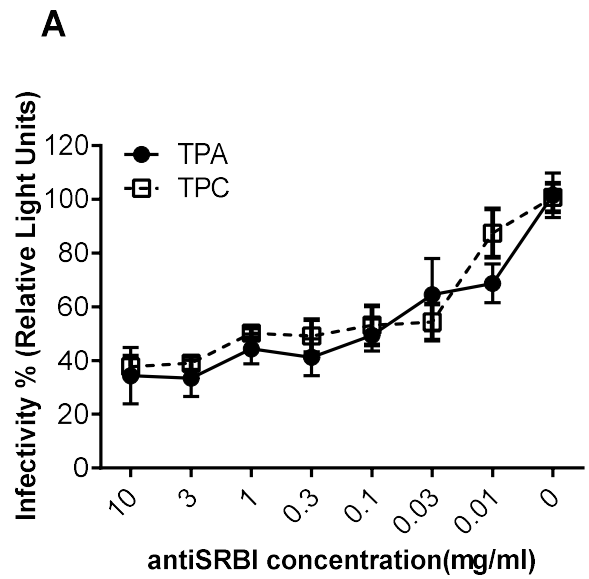 A
Infectivity % (Relative Light Units)
120
100
80
60
40
20
0
TPA
TPC
10 3 1 0.3 0.1 0.03 0.01 0
antiSRBI concentration(mg/ml)